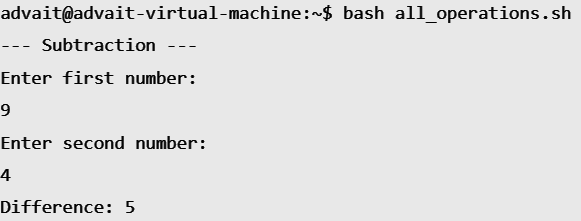 advait@advait-virtual-machine:~$ bash all_operations.sh
--- Subtraction ---
Enter first number:
9
Enter second number:
4
Difference: 5